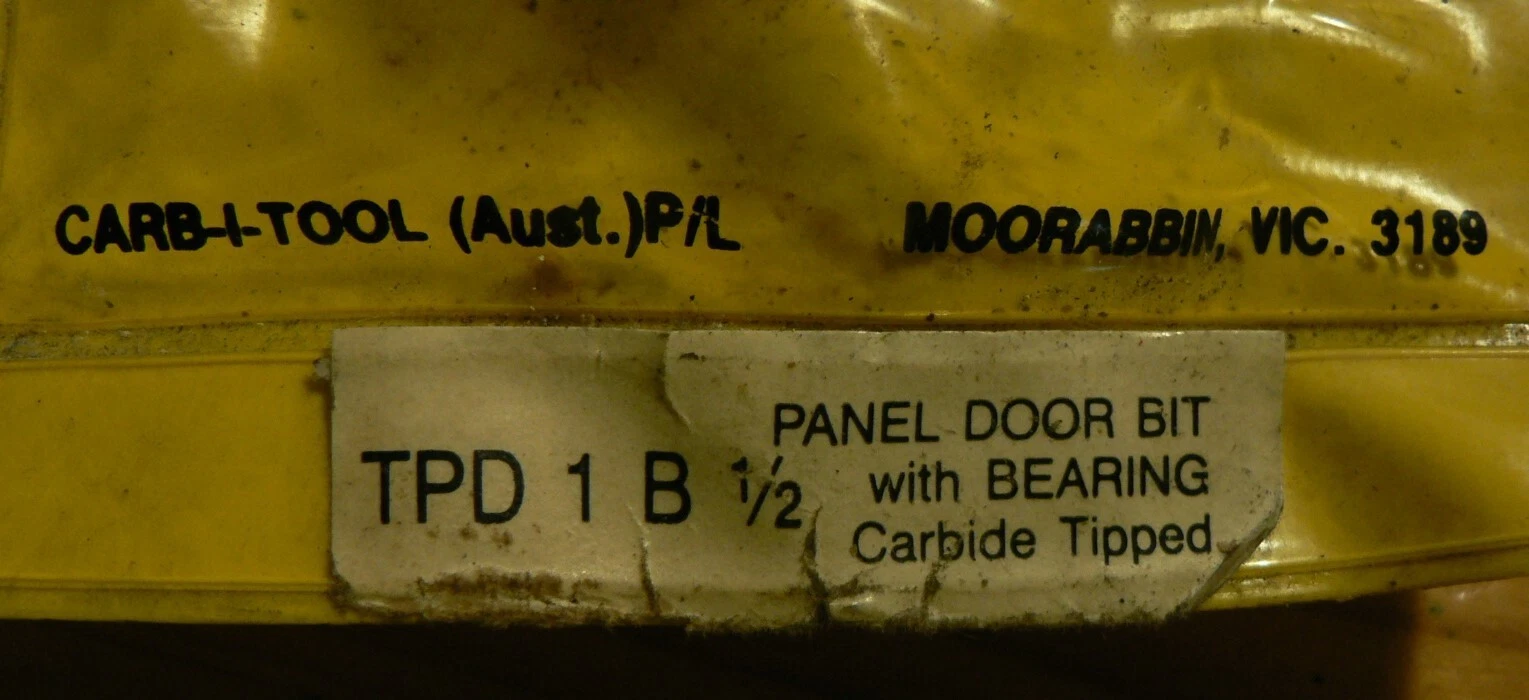 CARB-I-TOOL (Aust.)P/L MOORABBIN, VIC. 3189
PANEL DOOR BIT
TPD 1 B ½ with BEARING
Carbide Tipped